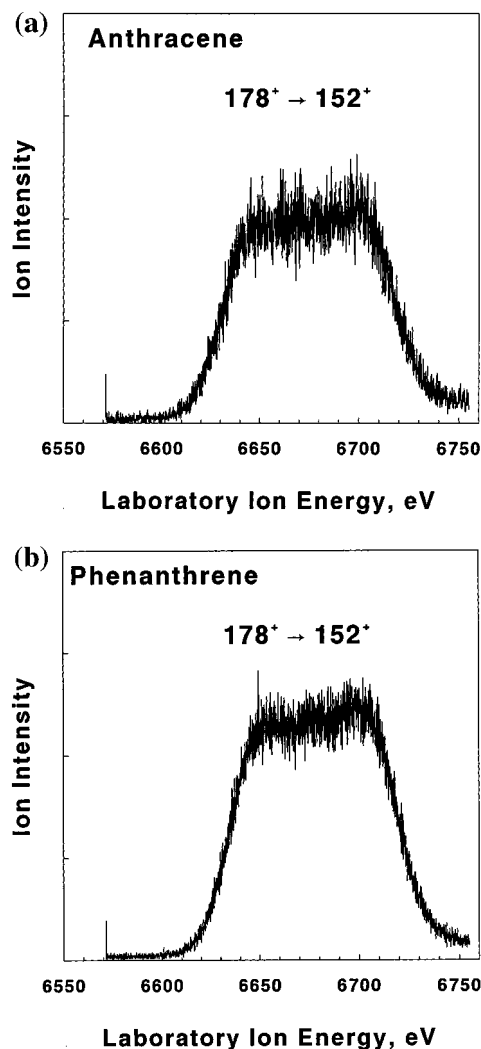 (a)
Anthracene
178⁺ → 152⁺
Ion Intensity
6550 6600 6650 6700 6750
Laboratory Ion Energy, eV
(b)
Phenanthrene
178⁺ → 152⁺
Ion Intensity
6550 6600 6650 6700 6750
Laboratory Ion Energy, eV